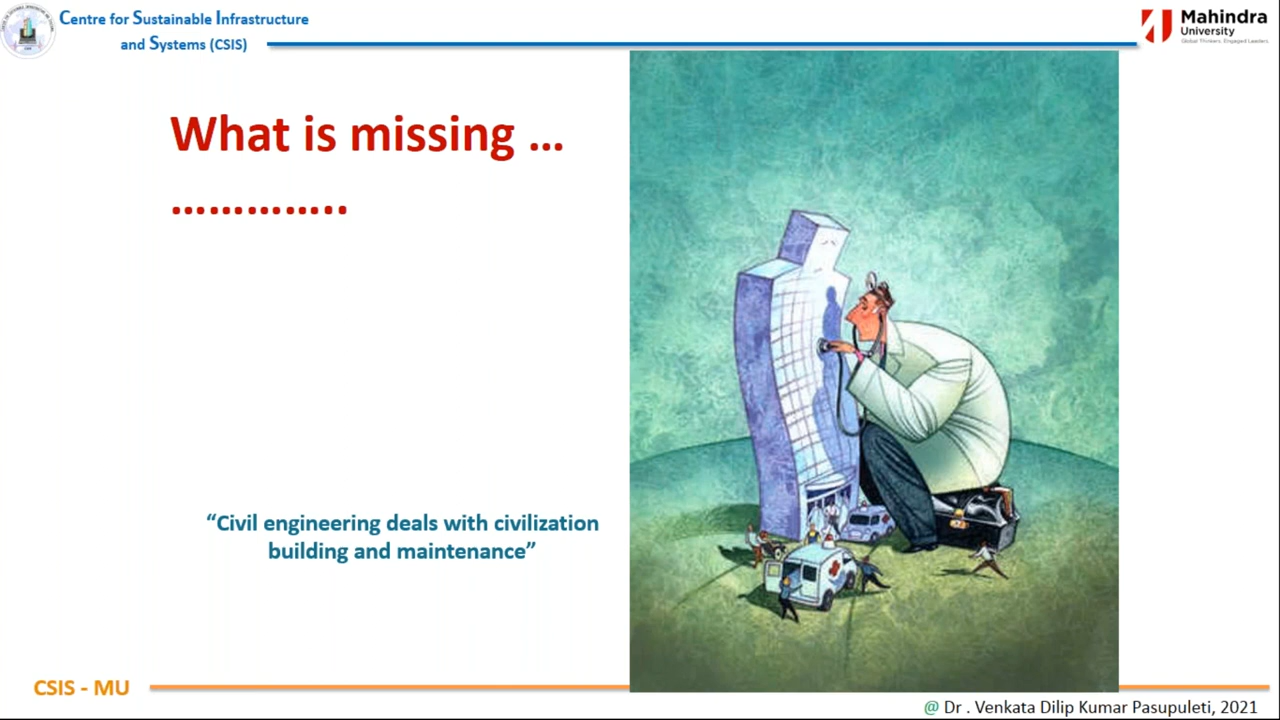 Centre for Sustainable Infrastructure
and Systems (CSIS)
Mahindra
University
Global Thinkers. Engaged Leaders.
What is missing ...
…………..
“Civil engineering deals with civilization
building and maintenance”
CSIS - MU
@ Dr . Venkata Dilip Kumar Pasupuleti, 2021